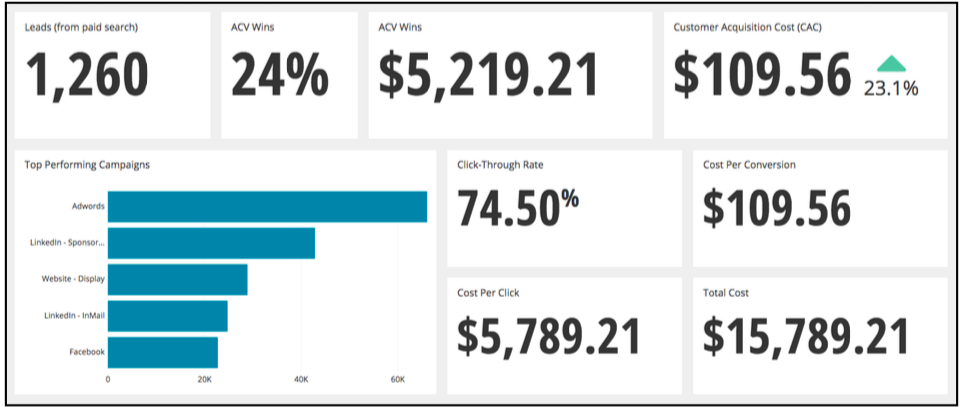 Leads (from paid search)
1,260
ACV Wins
24%
ACV Wins
$5,219.21
Customer Acquisition Cost (CAC)
$109.56
23.1%
Top Performing Campaigns
Adwords
LinkedIn - Sponsor...
Website - Display
LinkedIn - InMail
Facebook
0 20K 40K 60K
Click-Through Rate
74.50%
Cost Per Conversion
$109.56
Cost Per Click
$5,789.21
Total Cost
$15,789.21